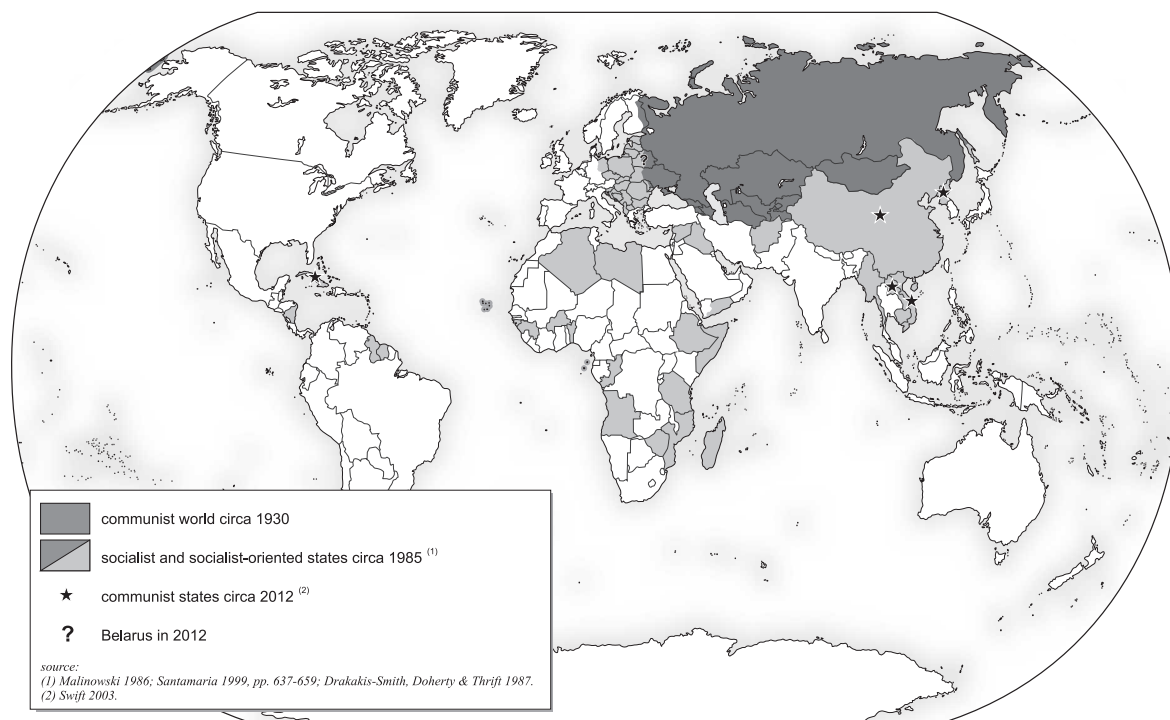 communist world circa 1930
socialist and socialist-oriented states circa 1985 (1)
communist states circa 2012 (2)
? Belarus in 2012
source:
(1) Malinowski 1986; Santamaria 1999, pp. 637-659; Drakakis-Smith, Doherty & Thrift 1987.
(2) Swift 2003.